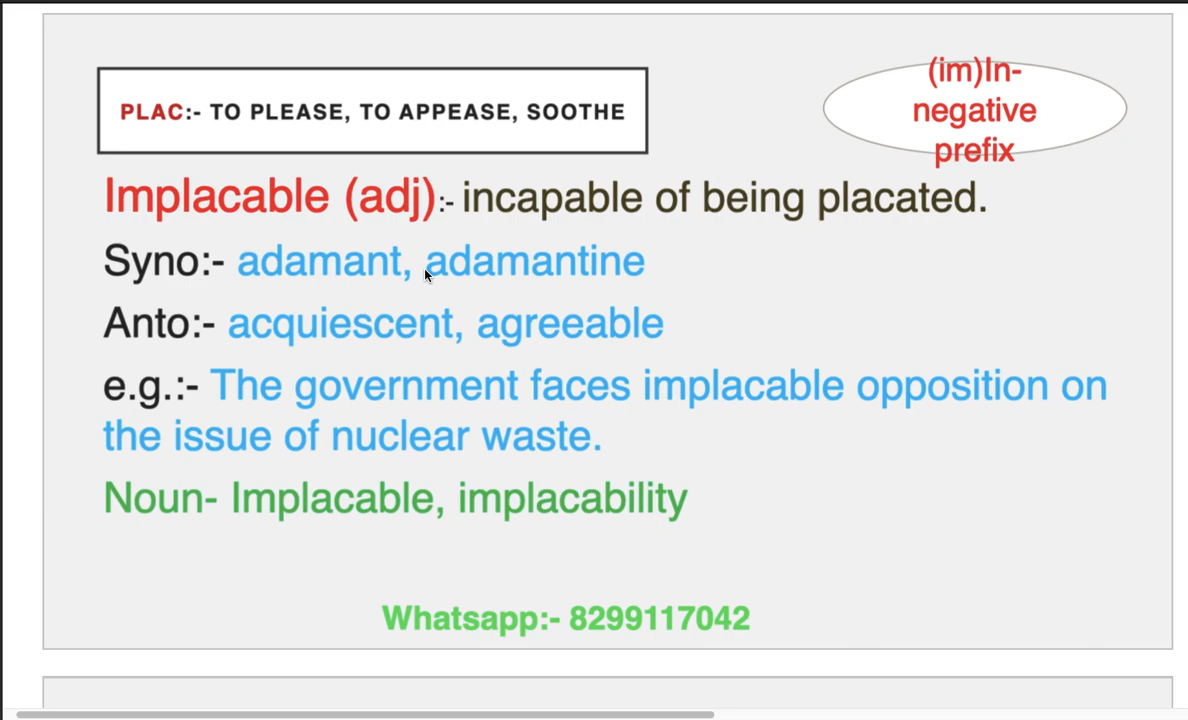 PLAC:- TO PLEASE, TO APPEASE, SOOTHE
(im)In-
negative
prefix
Implacable (adj):- incapable of being placated.
Syno:- adamant, adamantine
Anto:- acquiescent, agreeable
e.g.:- The government faces implacable opposition on
the issue of nuclear waste.
Noun- Implacable, implacability
Whatsapp:- 8299117042